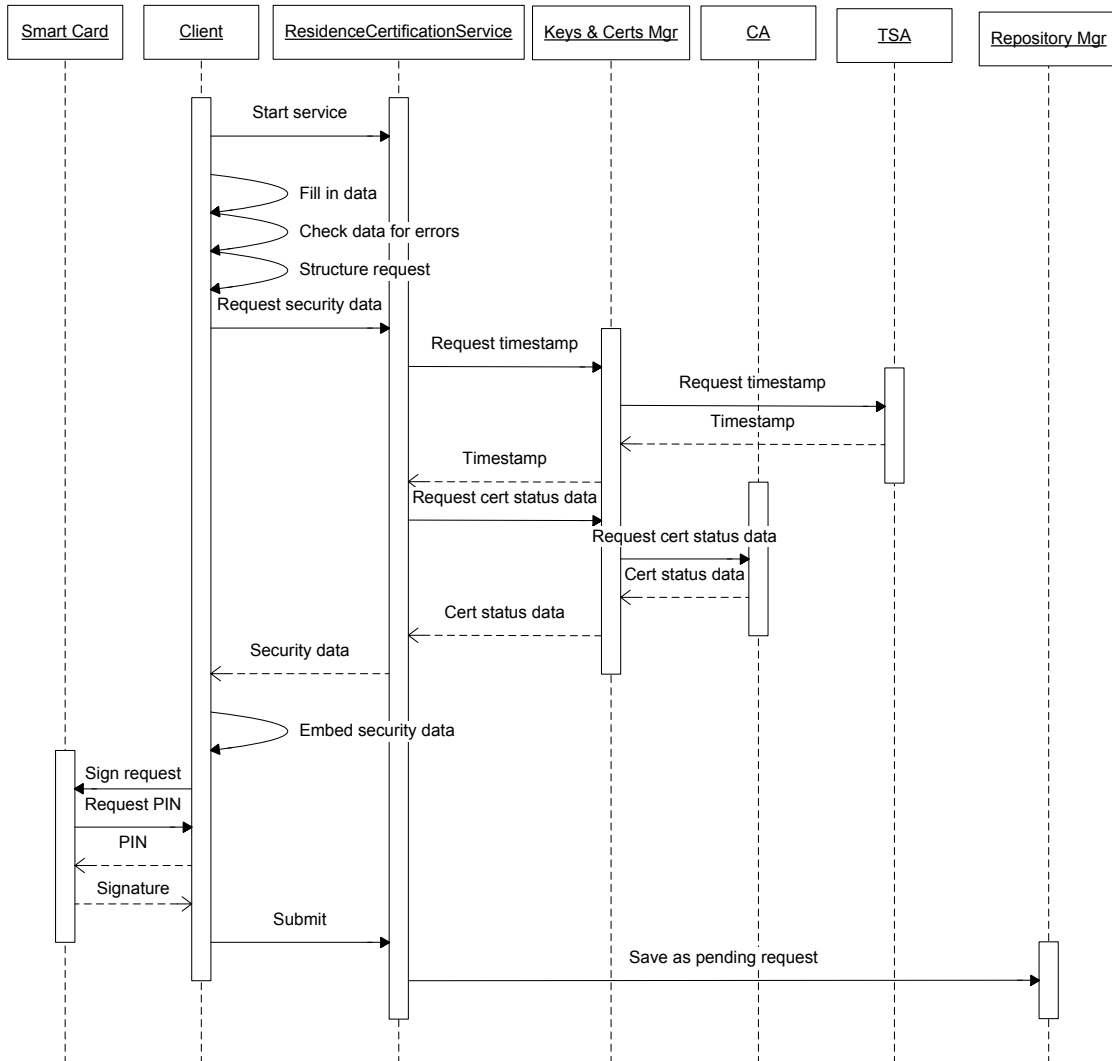 Smart Card
Client
ResidenceCertificationService
Keys & Certs Mgr
CA
TSA
Repository Mgr
Start service
Fill in data
Check data for errors
Structure request
Request security data
Request timestamp
Request timestamp
Timestamp
Timestamp
Request cert status data
Request cert status data
Cert status data
Cert status data
Security data
Embed security data
Sign request
Request PIN
PIN
Signature
Submit
Save as pending request